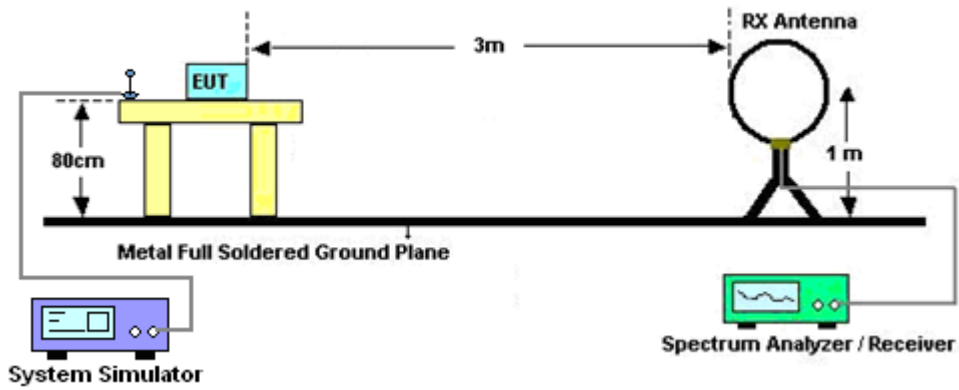 RX Antenna
3m
EUT
80cm
1 m
Metal Full Soldered Ground Plane
Spectrum Analyzer / Receiver
System Simulator